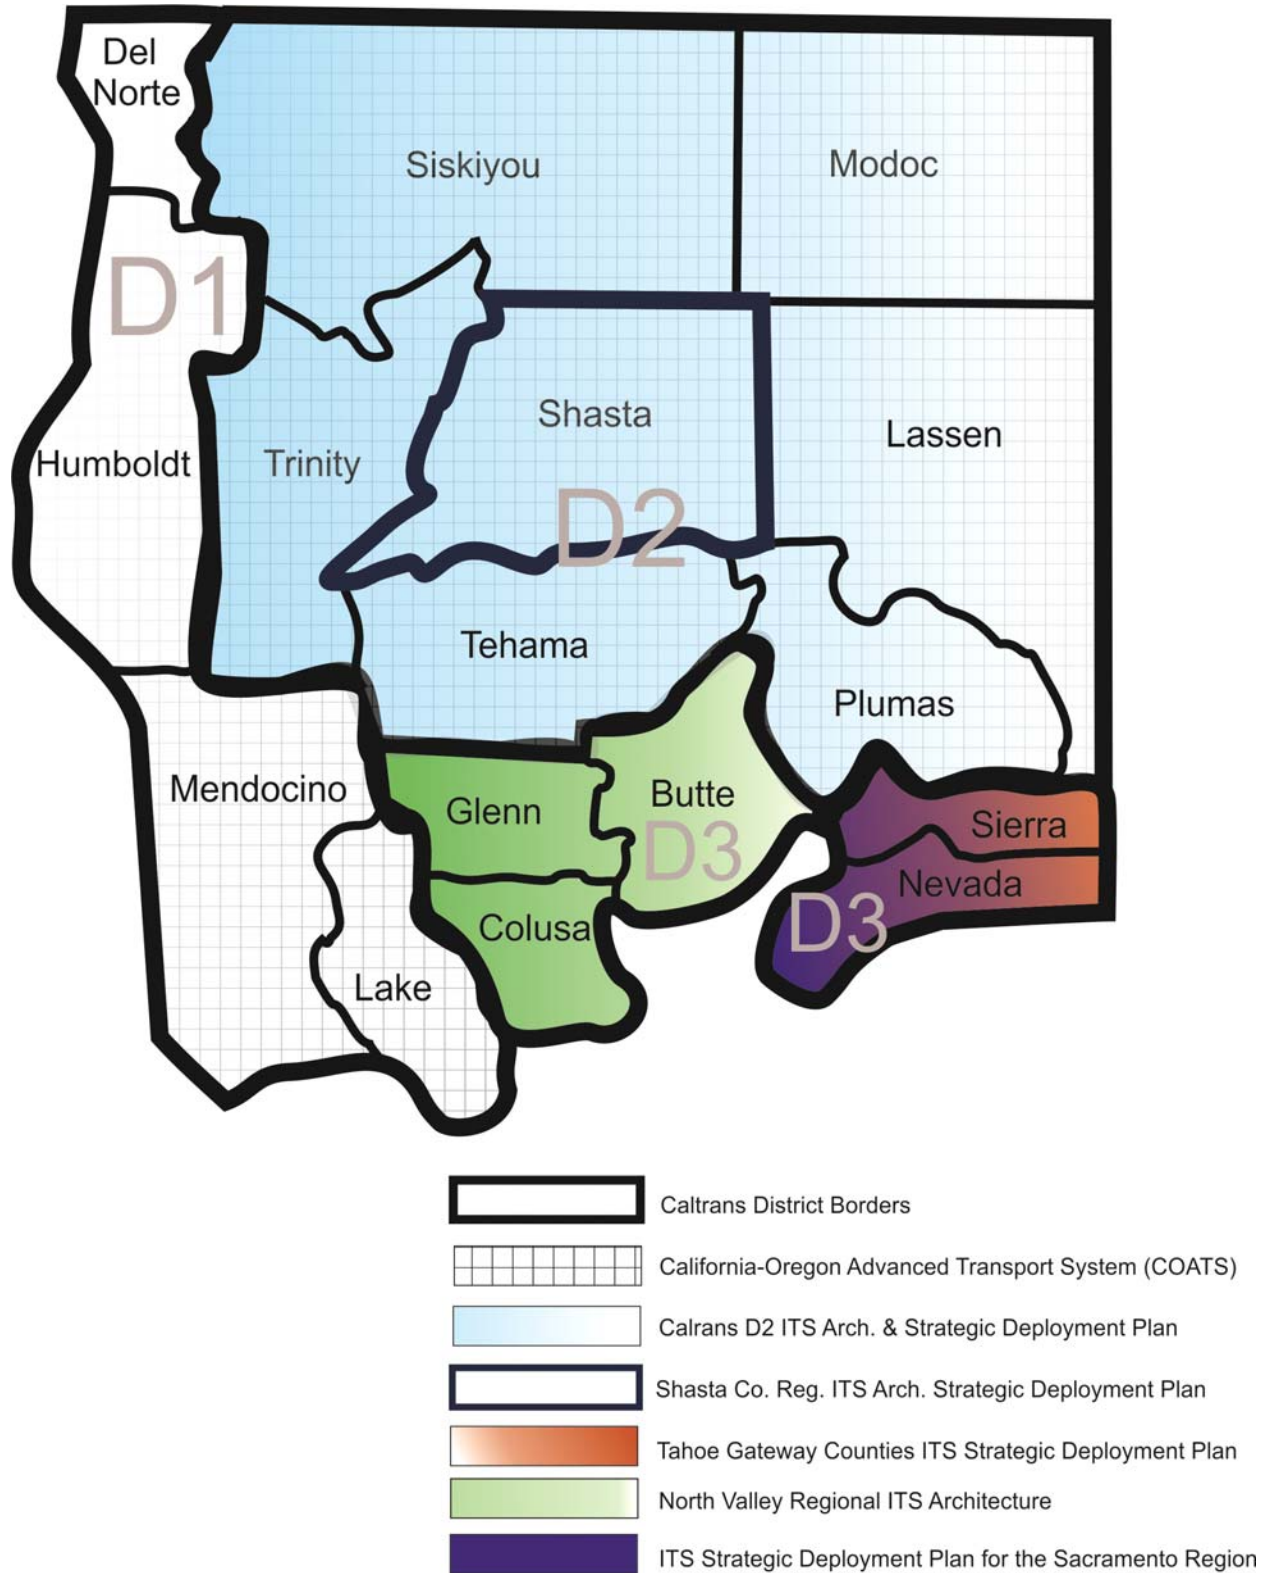 Del
Norte
Siskiyou
Modoc
D1
Shasta
Lassen
Humboldt
Trinity
D2
Tehama
Plumas
Mendocino
Butte
Glenn
Sierra
D3
Nevada
Colusa
D3
Lake
Caltrans District Borders
California-Oregon Advanced Transport System (COATS)
Calrans D2 ITS Arch. & Strategic Deployment Plan
Shasta Co. Reg. ITS Arch. Strategic Deployment Plan
Tahoe Gateway Counties ITS Strategic Deployment Plan
North Valley Regional ITS Architecture
ITS Strategic Deployment Plan for the Sacramento Region